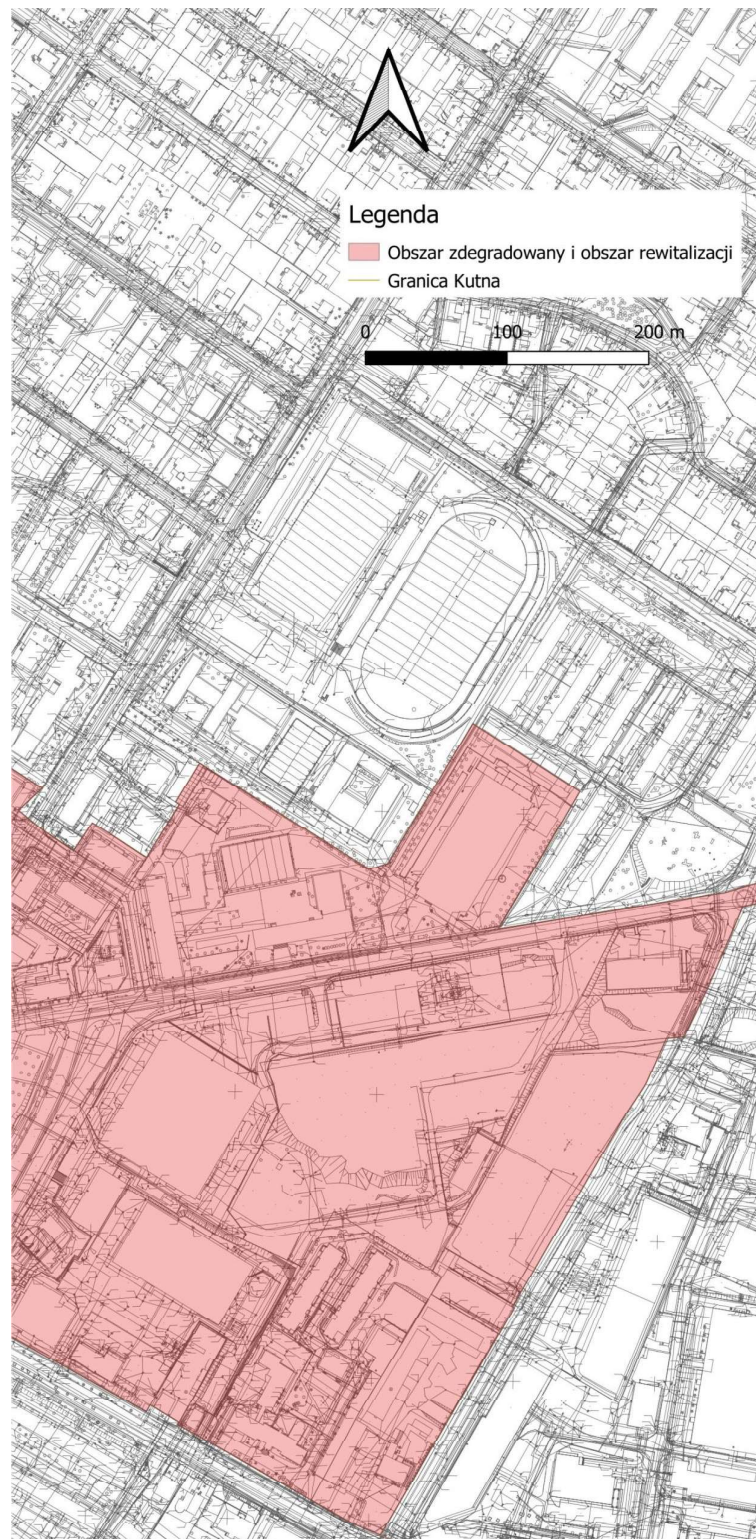 Legenda
Obszar zdegradowany i obszar rewitalizacji
Granica Kutna
0 100 200 m